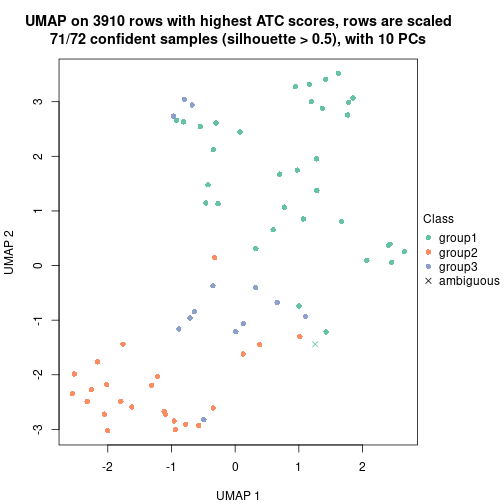 UMAP on 3910 rows with highest ATC scores, rows are scaled
71/72 confident samples (silhouette > 0.5), with 10 PCs
3
2
1
0
-1
-2
-3
UMAP 2
-2 -1 0 1 2
UMAP 1
Class
group1
group2
group3
ambiguous